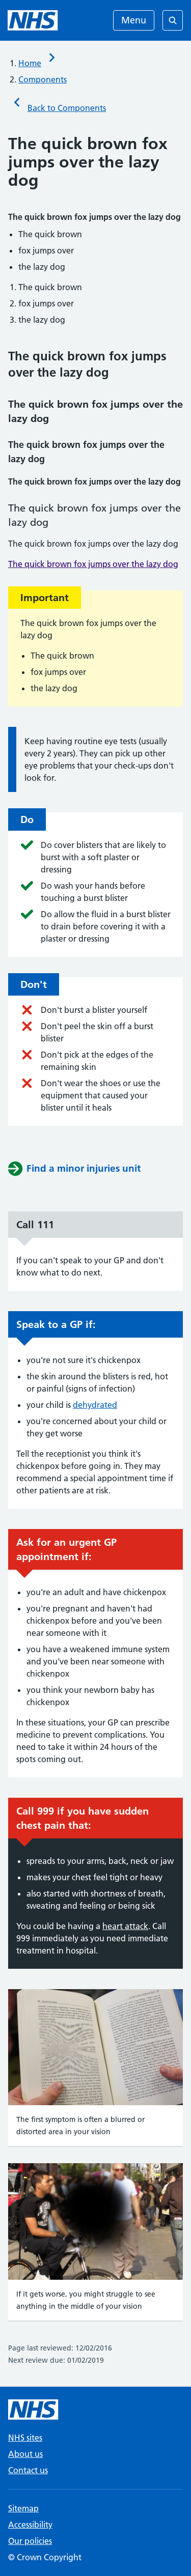 NHS
Menu
1. Home
2. Components
Back to Components
The quick brown fox
jumps over the lazy
dog
The quick brown fox jumps over the lazy dog
• The quick brown
• fox jumps over
• the lazy dog
1. The quick brown
2. fox jumps over
3. the lazy dog
The quick brown fox jumps
over the lazy dog
The quick brown fox jumps over the lazy
dog
The quick brown fox jumps over the
lazy dog
The quick brown fox jumps over the lazy dog
The quick brown fox jumps over the
lazy dog
The quick brown fox jumps over the lazy dog
The quick brown fox jumps over the lazy dog
Important
The quick brown fox jumps over the
lazy dog
• The quick brown
• fox jumps over
• the lazy dog
Keep having routine eye tests (usually
every 2 years). They can pick up other
eye problems that your check-ups don't
look for.
Do
Do cover blisters that are likely to
burst with a soft plaster or
dressing
Do wash your hands before
touching a burst blister
Do allow the fluid in a burst blister
to drain before covering it with a
plaster or dressing
Don't
Don't burst a blister yourself
Don't peel the skin off a burst
blister
Don't pick at the edges of the
remaining skin
Don't wear the shoes or use the
equipment that caused your
blister until it heals
Find a minor injuries unit
Call 111
If you can't speak to your GP and don't
know what to do next.
Speak to a GP if:
• you're not sure it's chickenpox
• the skin around the blisters is red, hot
or painful (signs of infection)
• your child is dehydrated
• you're concerned about your child or
they get worse
Tell the receptionist you think it's
chickenpox before going in. They may
recommend a special appointment time if
other patients are at risk.
Ask for an urgent GP
appointment if:
• you're an adult and have chickenpox
• you're pregnant and haven't had
chickenpox before and you've been
near someone with it
• you have a weakened immune system
and you've been near someone with
chickenpox
• you think your newborn baby has
chickenpox
In these situations, your GP can prescribe
medicine to prevent complications. You
need to take it within 24 hours of the
spots coming out.
Call 999 if you have sudden
chest pain that:
• spreads to your arms, back, neck or jaw
• makes your chest feel tight or heavy
• also started with shortness of breath,
sweating and feeling or being sick
You could be having a heart attack. Call
999 immediately as you need immediate
treatment in hospital.
The first symptom is often a blurred or
distorted area in your vision
If it gets worse, you might struggle to see
anything in the middle of your vision
Page last reviewed: 12/02/2016
Next review due: 01/02/2019
NHS
NHS sites
About us
Contact us
Sitemap
Accessibility
Our policies
© Crown Copyright